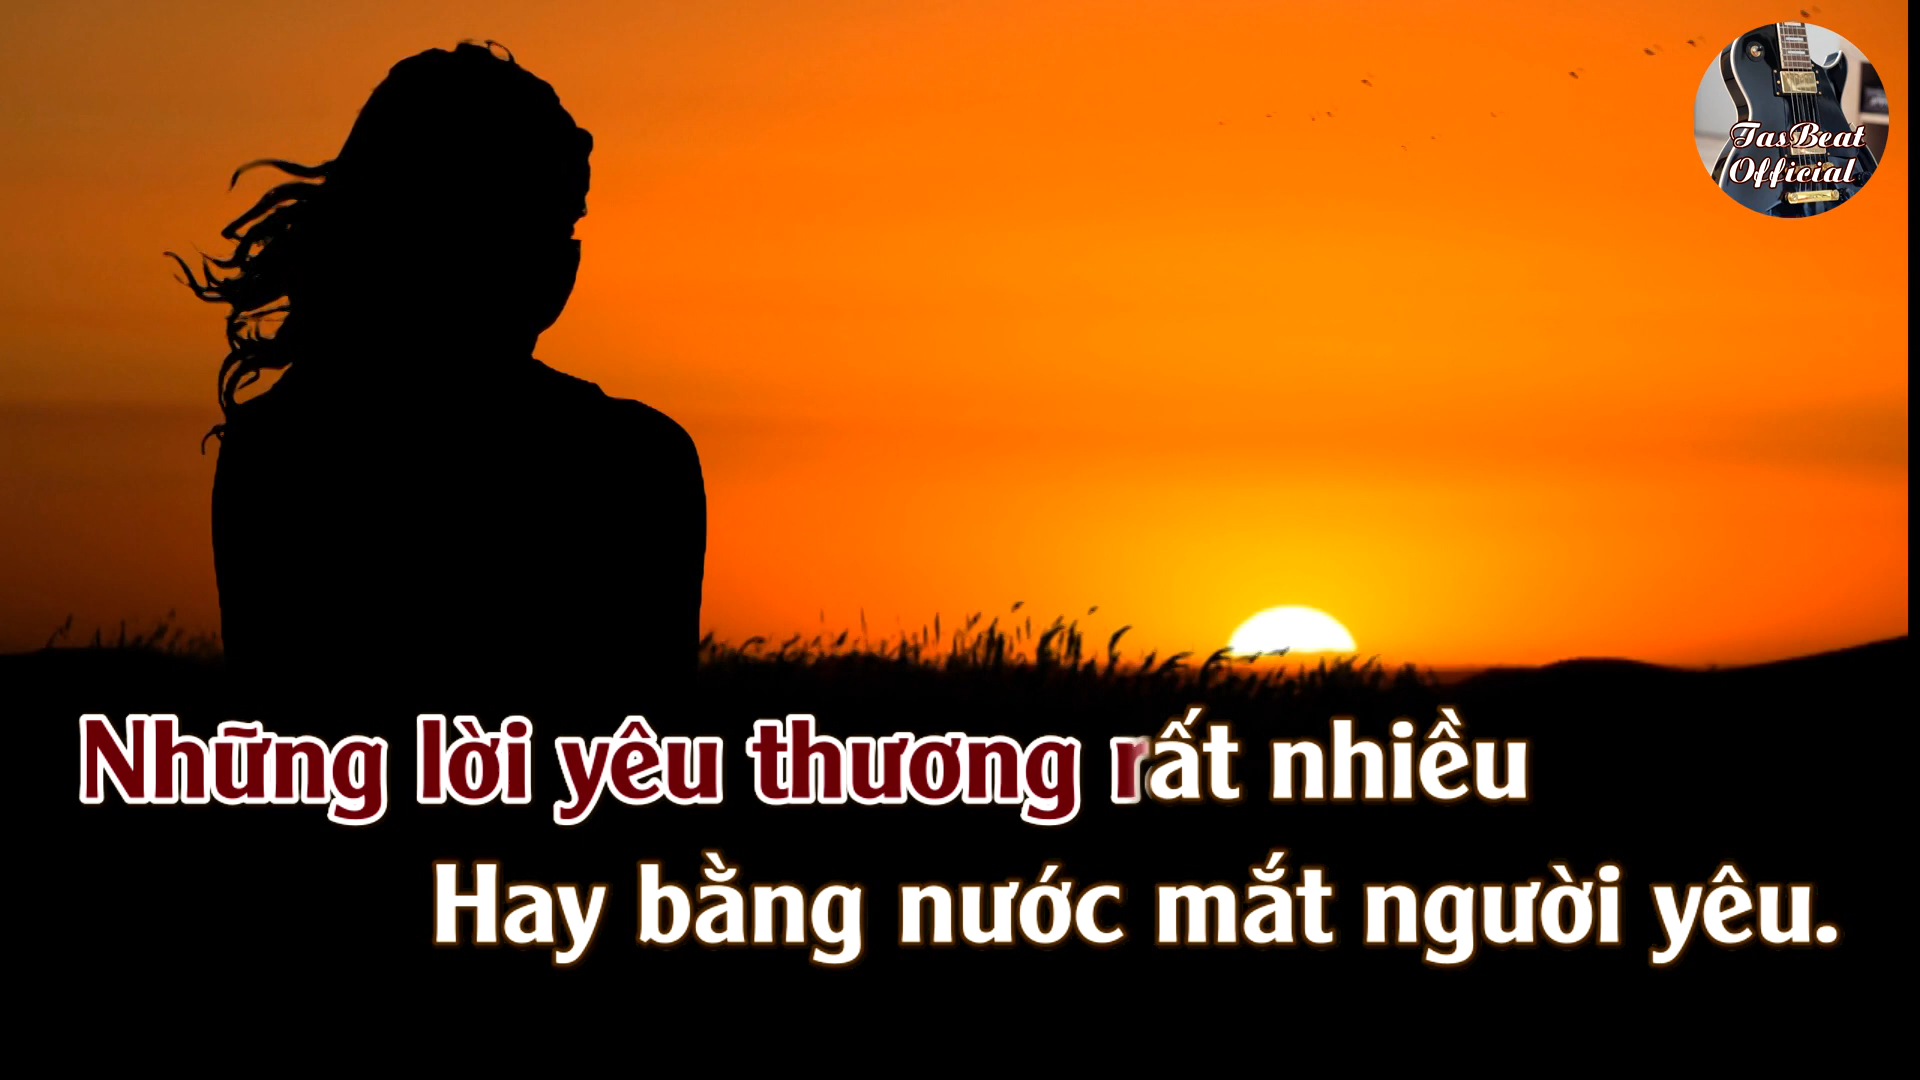 TasBeat
Official
Những lời yêu thương rất nhiều
Hay bằng nước mắt người yêu.